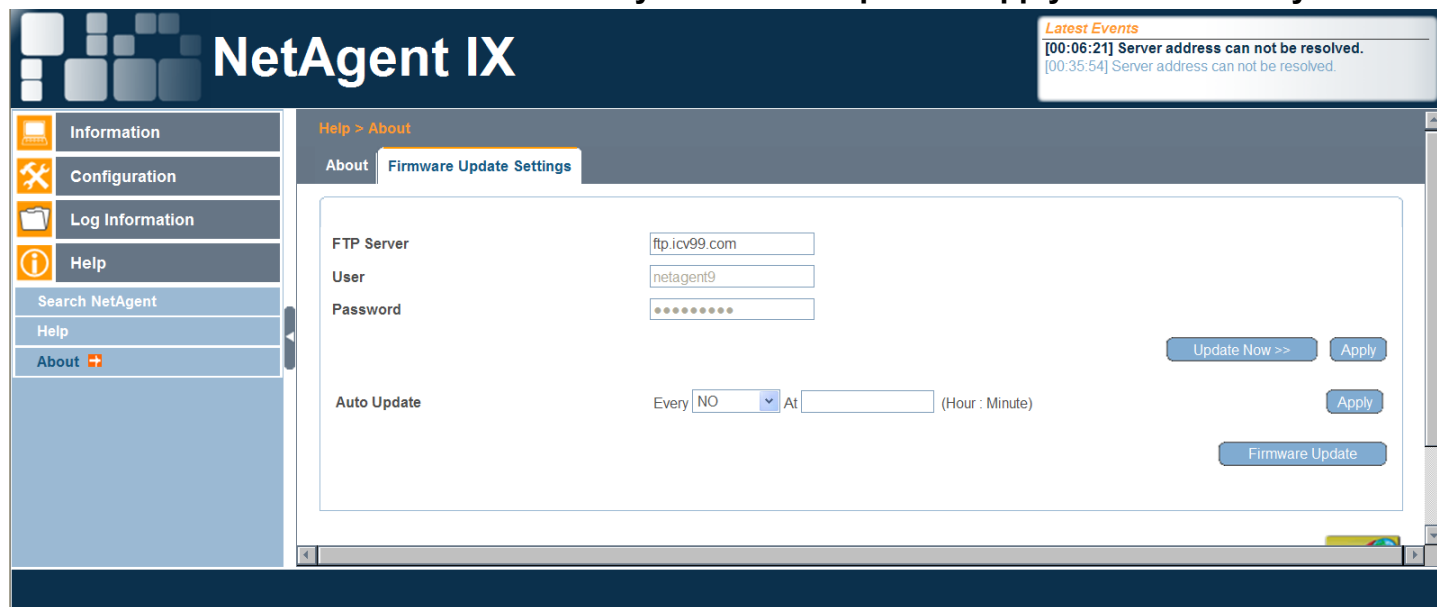 NetAgent IX
Latest Events
[00:06:21] Server address can not be resolved.
[00:35:54] Server address can not be resolved.
Information
Configuration
Log Information
Help
Search NetAgent
Help
About
Help > About
About
Firmware Update Settings
FTP Server
ftp.icv99.com
User
netagent9
Password
Update Now >>
Apply
Auto Update
Every NO At (Hour : Minute)
Apply
Firmware Update